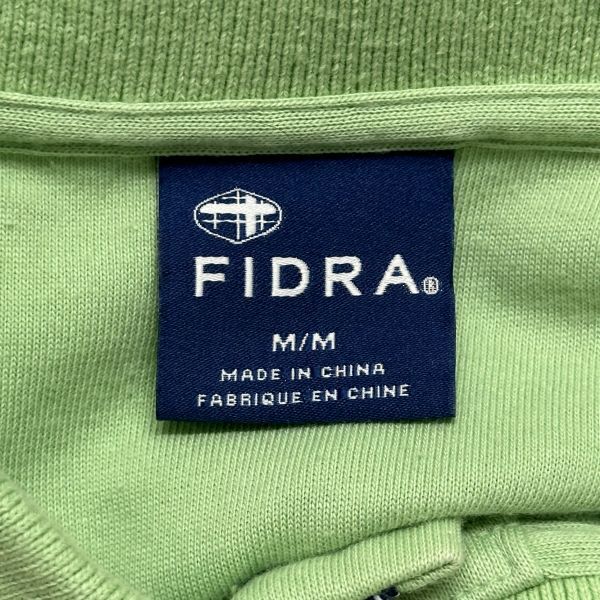 FIDRA®
M/M
MADE IN CHINA
FABRIQUE EN CHINE